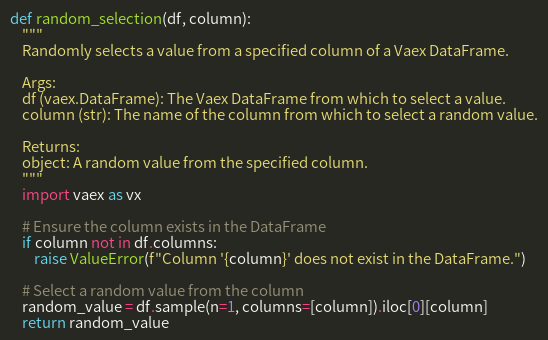 def random_selection(df, column):
    """
    Randomly selects a value from a specified column of a Vaex DataFrame.

    Args:
    df (vaex.DataFrame): The Vaex DataFrame from which to select a value.
    column (str): The name of the column from which to select a random value.

    Returns:
    object: A random value from the specified column.
    """
    import vaex as vx

    # Ensure the column exists in the DataFrame
    if column not in df.columns:
        raise ValueError(f"Column '{column}' does not exist in the DataFrame.")

    # Select a random value from the column
    random_value = df.sample(n=1, columns=[column]).iloc[0][column]
    return random_value